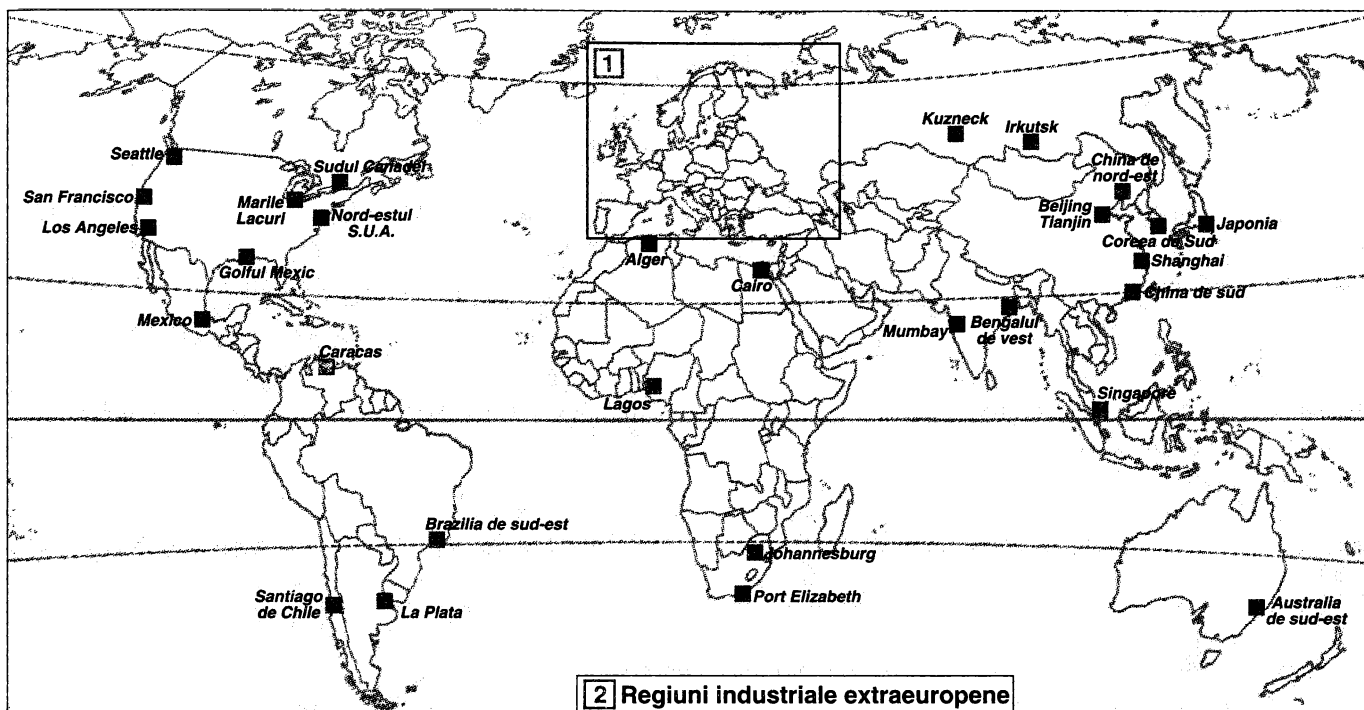 1
Kuzneck
Irkutsk
Seattle
Sudul Canadei
China de
nord-est
San Francisco
Marile
Lacuri
Nord-estul
S.U.A.
Beijing
Tianjin
Los Angeles
Japonia
Coreea de Sud
Alger
Shanghai
Golful Mexic
Cairo
China de sud
Mexico
Mumbay
Bengalul
de vest
Caracas
Lagos
Singapore
Brazilia de sud-est
Johannesburg
Santiago
de Chile
La Plata
Port Elizabeth
Australia
de sud-est
2 Regiuni industriale extraeuropene